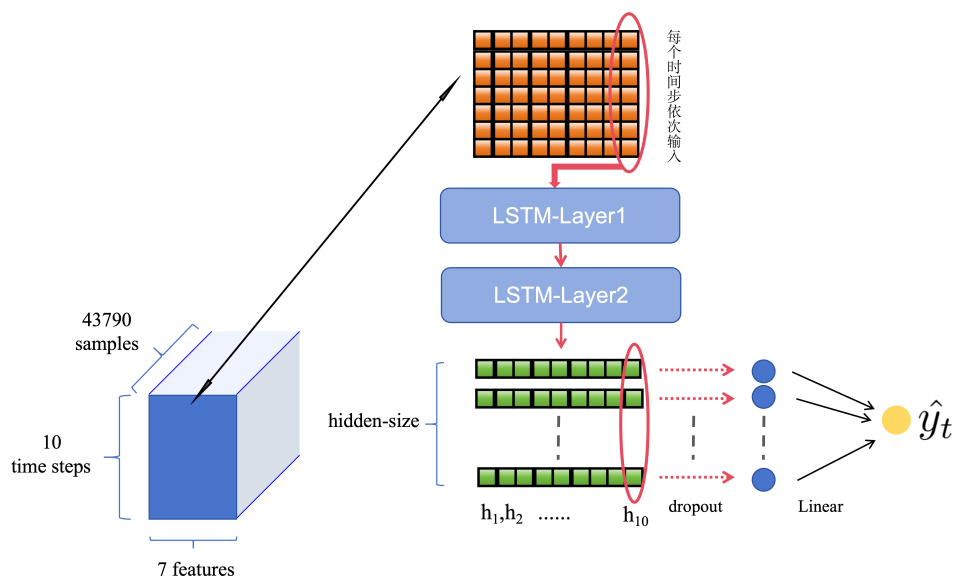 每个时间步依次输入
LSTM-Layer1
LSTM-Layer2
43790
samples
10
time steps
7 features
hidden-size
h₁,h₂ ...... h₁₀
dropout
Linear
ŷₜ